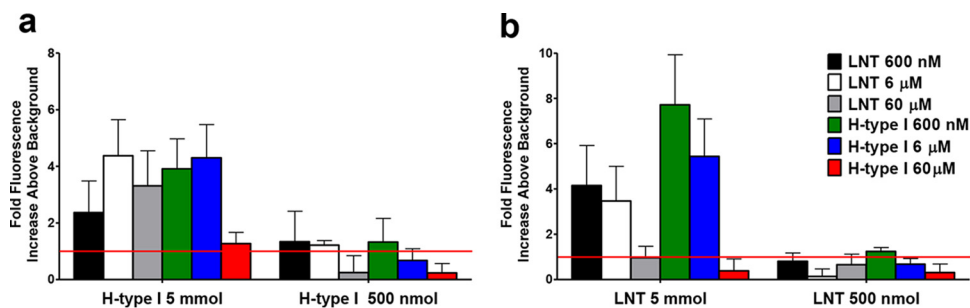 a
Fold Fluorescence
Increase Above Background
8
6
4
2
0
H-type I 5 mmol
H-type I 500 nmol
b
Fold Fluorescence
Increase Above Background
10
8
6
4
2
0
LNT 5 mmol
LNT 500 nmol
LNT 600 nM
LNT 6 μM
LNT 60 μM
H-type I 600 nM
H-type I 6 μM
H-type I 60μM